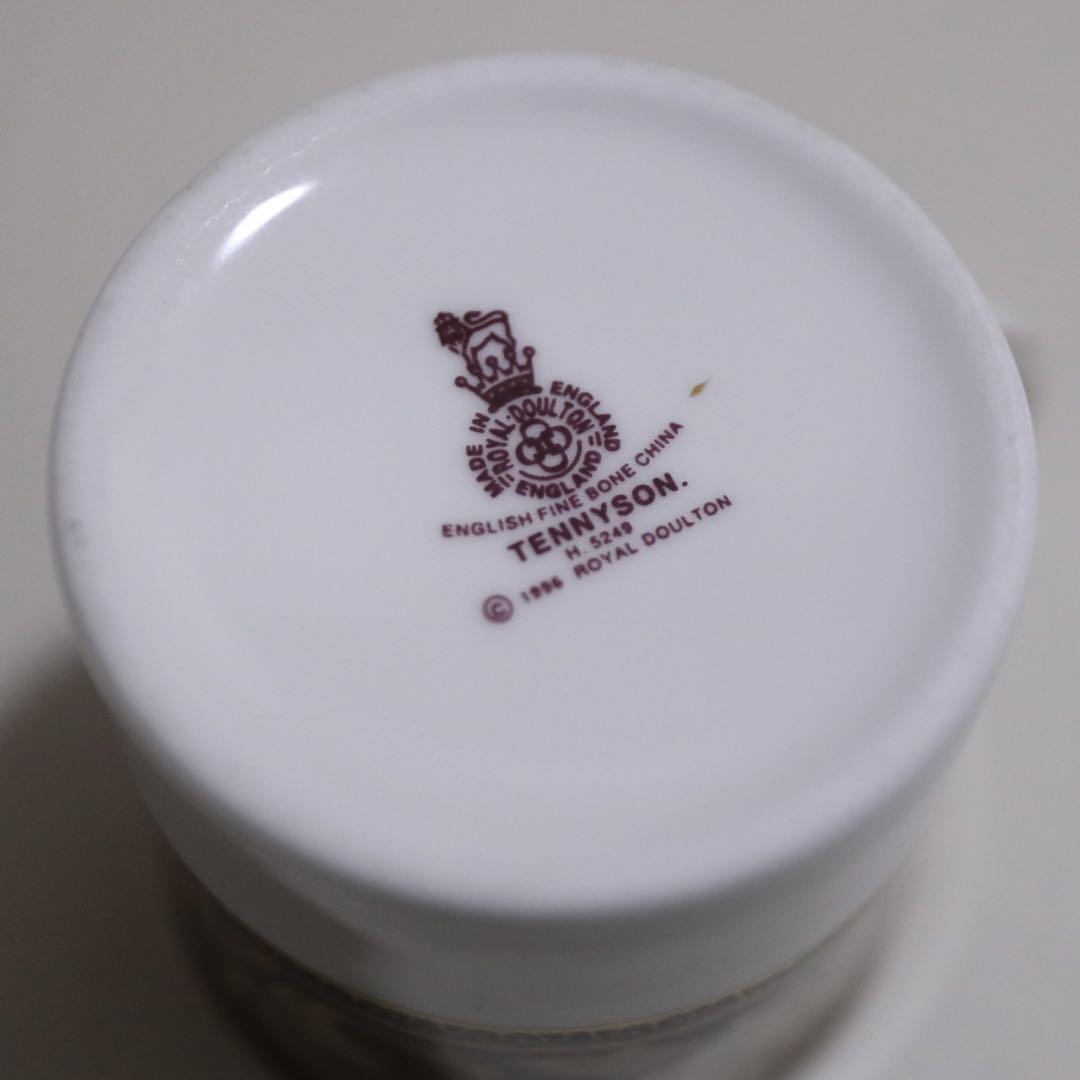 MADE IN ENGLAND
ROYAL·DOULTON
ENGLAND
ENGLISH FINE BONE CHINA
TENNYSON.
H. 5249
© 1996 ROYAL DOULTON